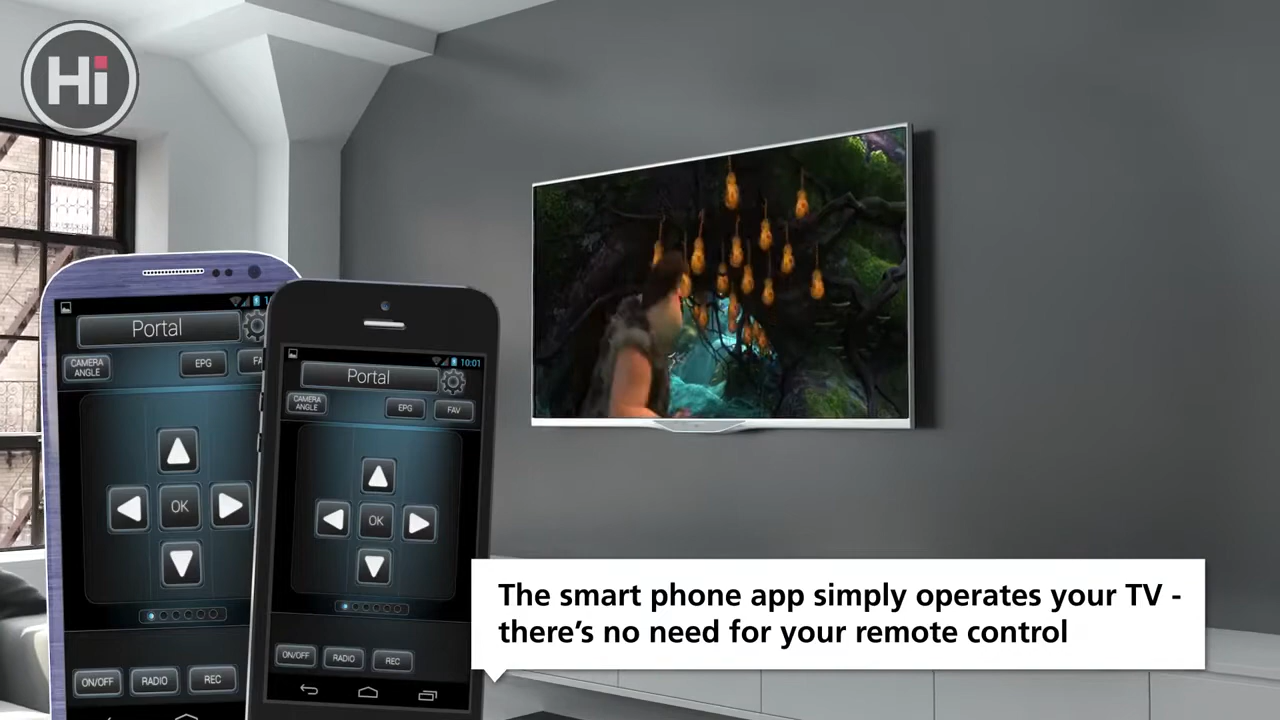 Hi
Portal
CAMERA
ANGLE
EPG
FA
OK
ON/OFF
RADIO
REC
10:01
Portal
CAMERA
ANGLE
EPG
FAV
OK
ON/OFF
RADIO
REC
The smart phone app simply operates your TV -
there's no need for your remote control